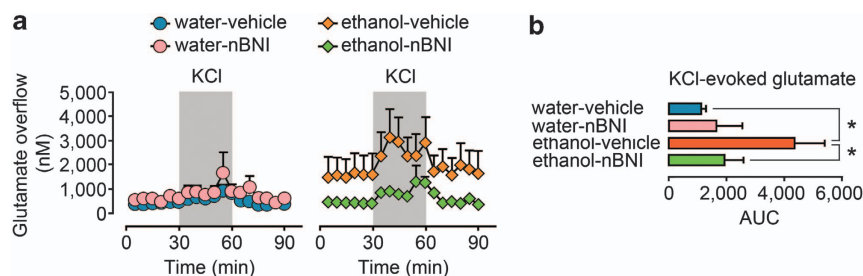 a
water-vehicle
water-nBNI
ethanol-vehicle
ethanol-nBNI
Glutamate overflow
(nM)
5,000
4,000
3,000
2,000
1,000
0
KCl
KCl
0 30 60 90
0 30 60 90
Time (min)
Time (min)
b
KCl-evoked glutamate
water-vehicle
water-nBNI
ethanol-vehicle
ethanol-nBNI
*
*
0 2,000 4,000 6,000
AUC